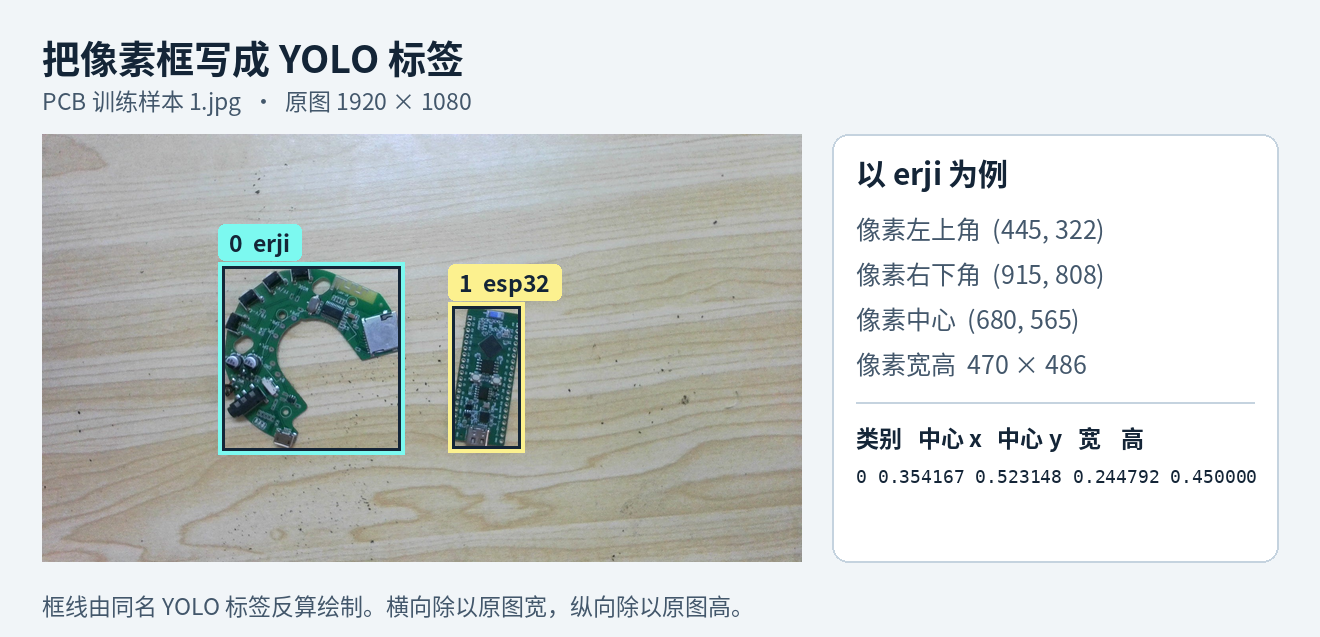 把像素框写成 YOLO 标签
PCB 训练样本 1.jpg · 原图 1920 × 1080
0 erji
1 esp32
以 erji 为例
像素左上角 (445, 322)
像素右下角 (915, 808)
像素中心 (680, 565)
像素宽高 470 × 486
类别 中心 x 中心 y 宽 高
0 0.354167 0.523148 0.244792 0.450000
框线由同名 YOLO 标签反算绘制。横向除以原图宽，纵向除以原图高。